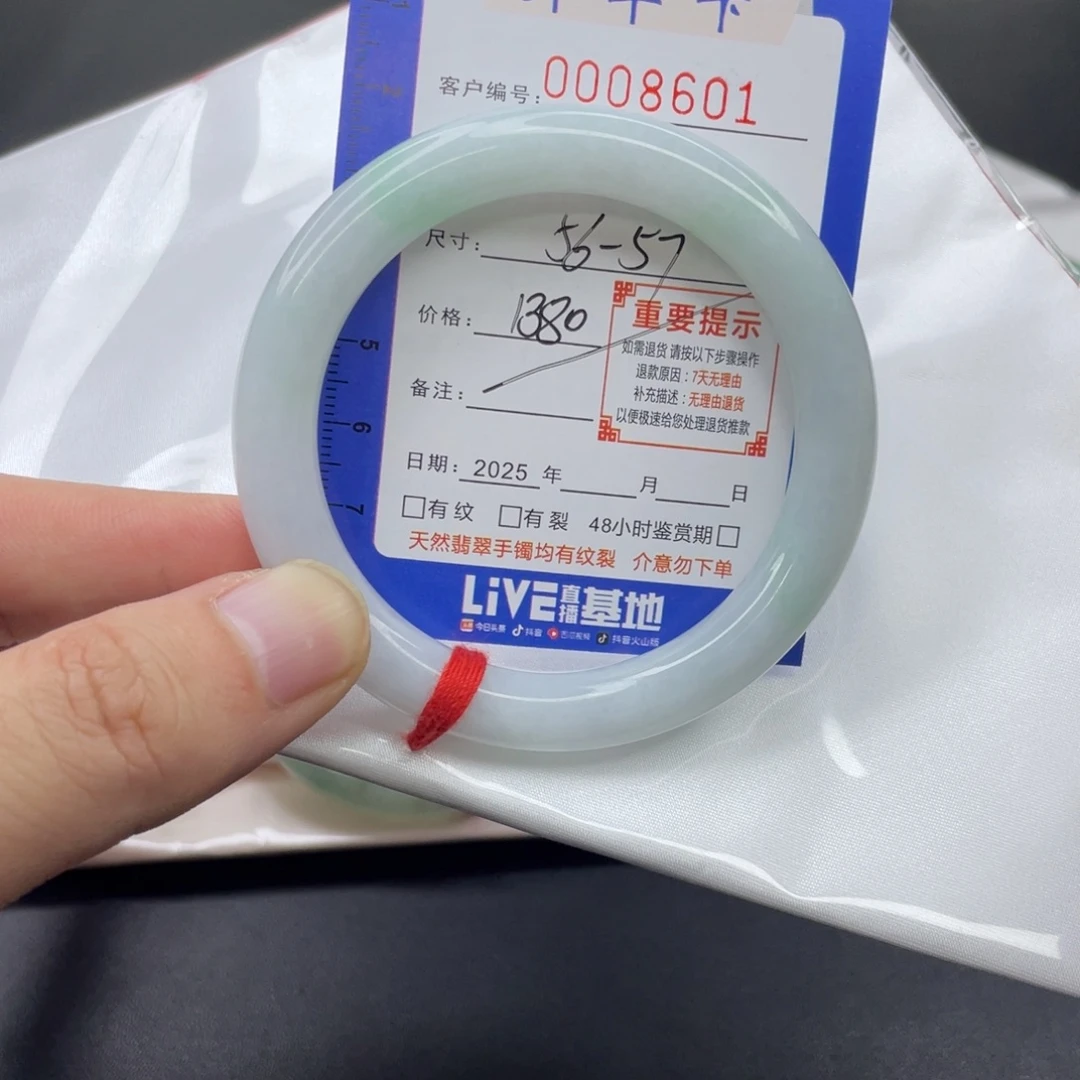 客户编号：0008601
尺寸：56-57
价格：1380
重要提示
如需退货 请按以下步骤操作
退款原因：7天无理由
补充描述：无理由退货
以便极速给您处理退货推款
备注：
日期：2025 年 月 日
5
6
7
□有纹 □有裂 48小时鉴赏期□
天然翡翠手镯均有纹裂 介意勿下单
LiVE直播基地
今日头条 抖音 西瓜视频 抖音火山版